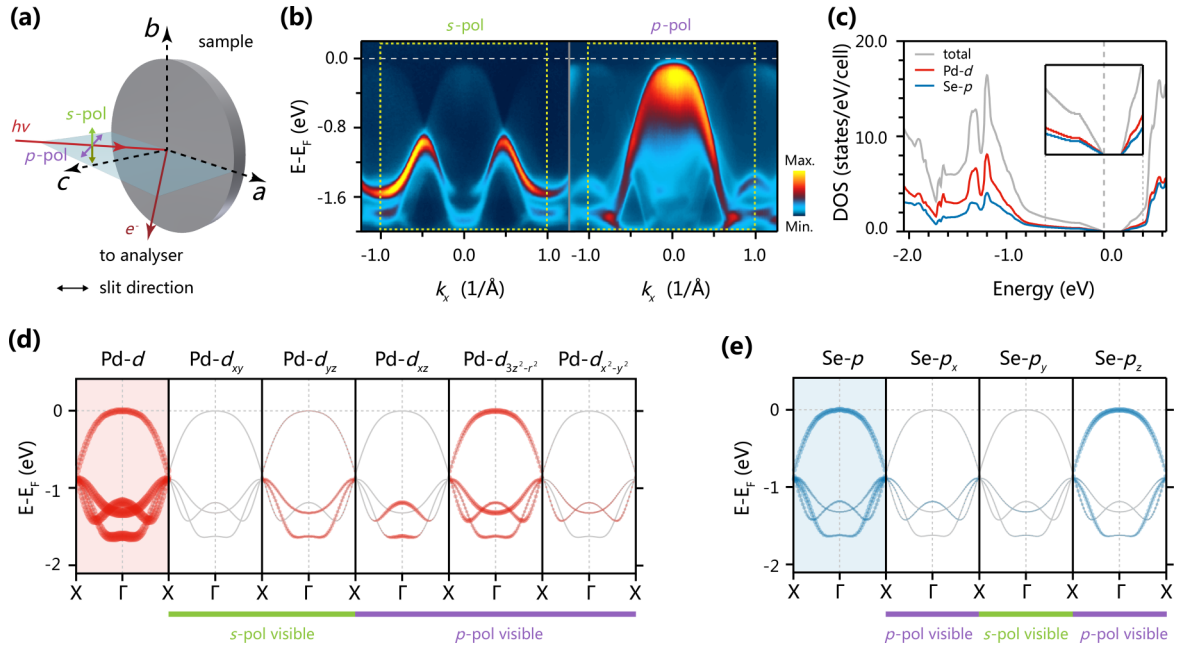 (a)
b
sample
s-pol
hν
p-pol
c
a
e-
to analyser
slit direction
(b)
s-pol
p-pol
0.0
-0.8
-1.6
E-E_F (eV)
-1.0
0.0
1.0
-1.0
0.0
1.0
k_x (1/Å)
k_x (1/Å)
Max.
Min.
(c)
20.0
10.0
0.0
DOS (states/eV/cell)
total
Pd-d
Se-p
-2.0
-1.0
0.0
Energy (eV)
(d)
Pd-d
Pd-d_xy
Pd-d_yz
Pd-d_xz
Pd-d_3z²-r²
Pd-d_x²-y²
0
-1
-2
E-E_F (eV)
X Γ X Γ X Γ X Γ X Γ X Γ X
s-pol visible
p-pol visible
(e)
Se-p
Se-p_x
Se-p_y
Se-p_z
0
-1
-2
E-E_F (eV)
X Γ X Γ X Γ X Γ X
p-pol visible
s-pol visible
p-pol visible